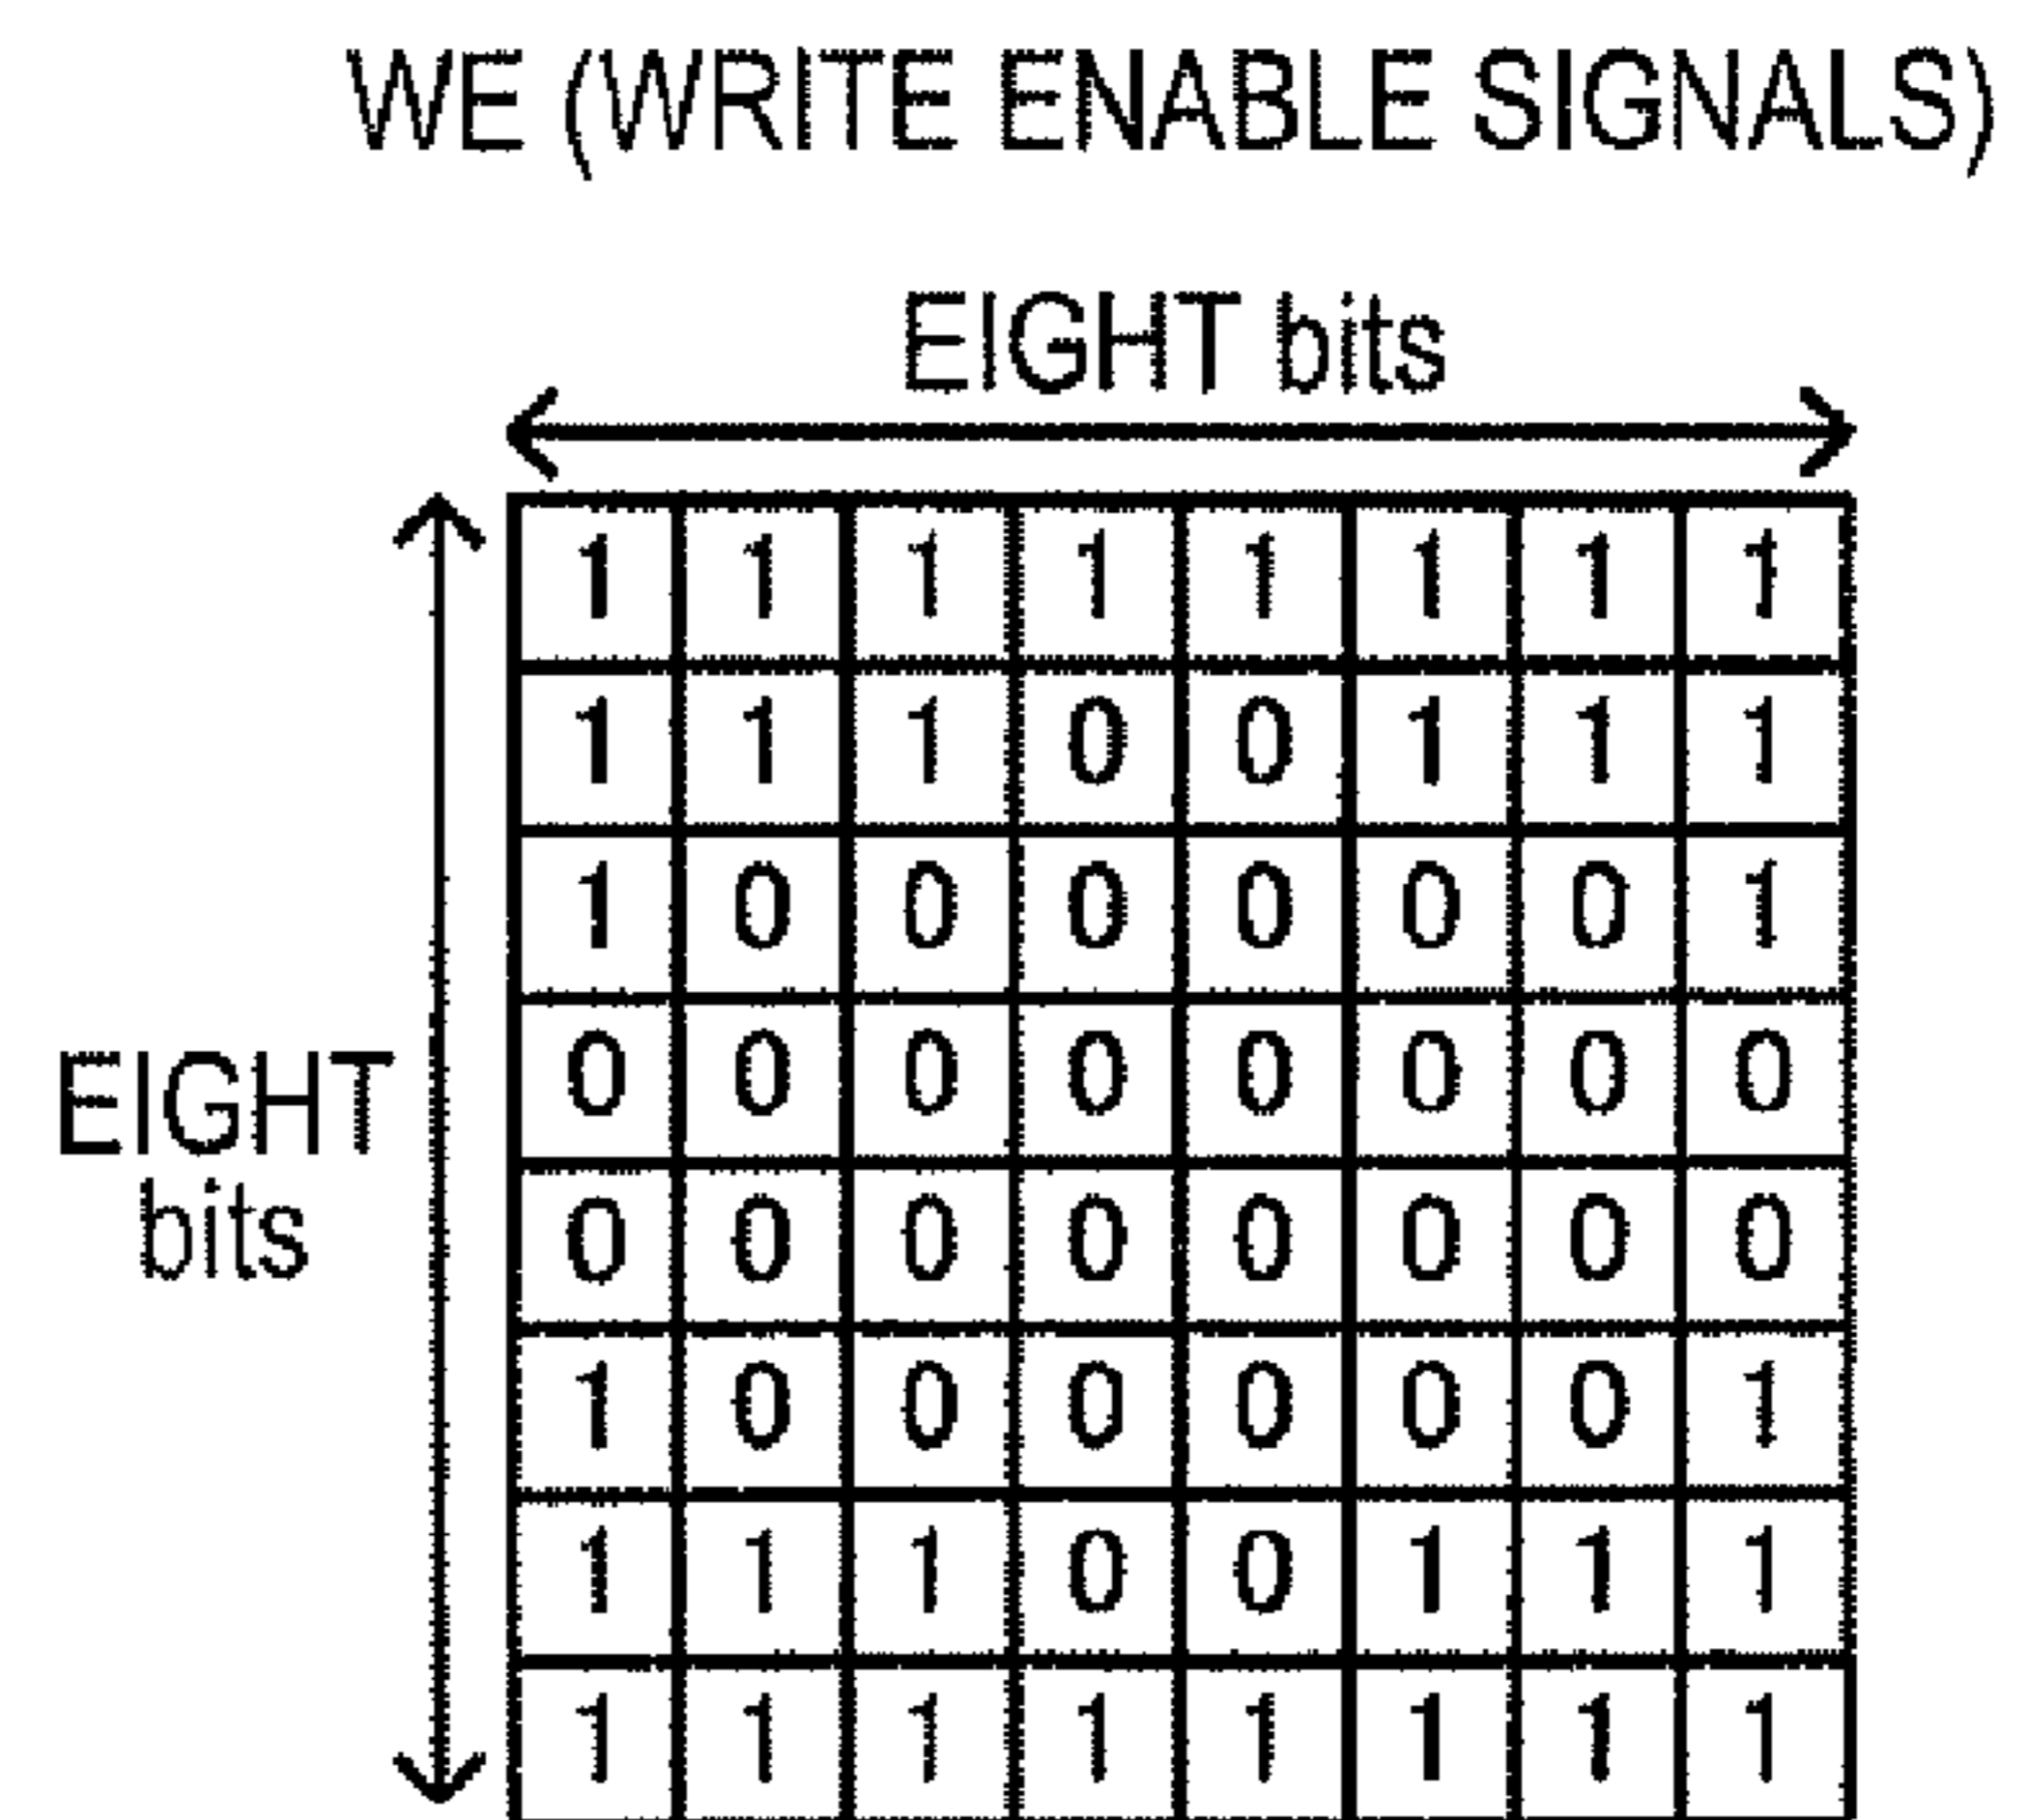 WE (WRITE ENABLE SIGNALS)
EIGHT bits
1 1 1 1 1 1 1 1
1 1 1 0 0 1 1 1
1 0 0 0 0 0 0 1
0 0 0 0 0 0 0 0
EIGHT
bits
0 0 0 0 0 0 0 0
1 0 0 0 0 0 0 1
1 1 1 0 0 1 1 1
1 1 1 1 1 1 1 1